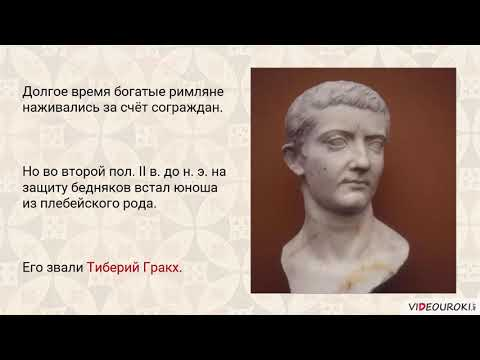 Долгое время богатые римляне
наживались за счёт сограждан.
Но во второй пол. II в. до н. э. на
защиту бедняков встал юноша
из плебейского рода.
Его звали Тиберий Гракх.
VIDEOUROKI